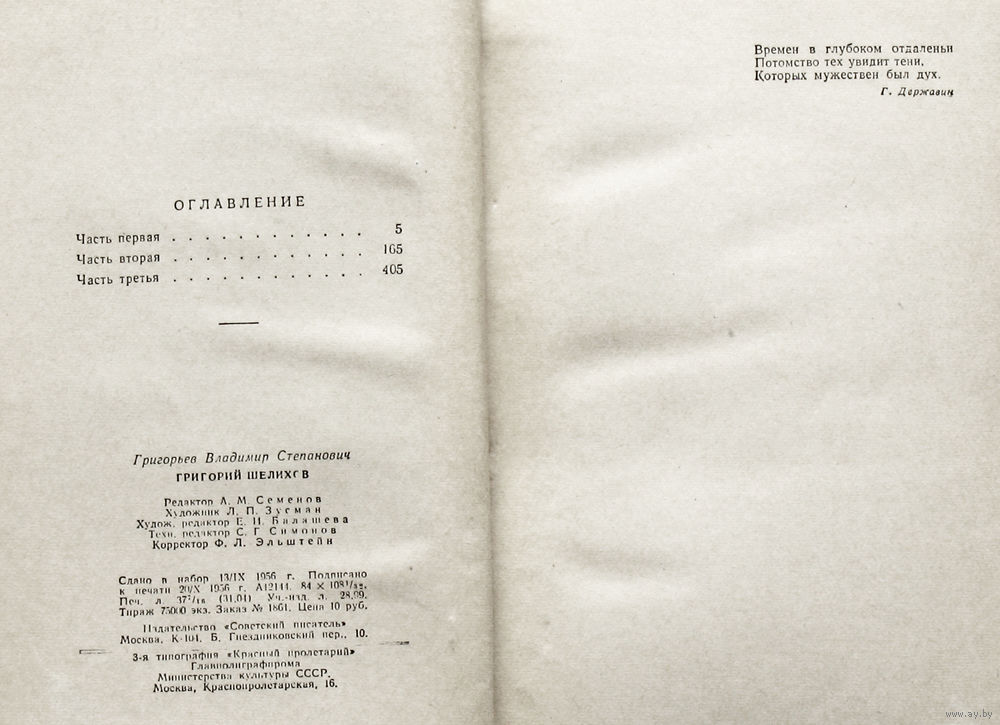 ОГЛАВЛЕНИЕ
Часть первая . . . . . . . . . . . . 5
Часть вторая . . . . . . . . . . . . 165
Часть третья . . . . . . . . . . . . 405
Григорьев Владимир Степанович
ГРИГОРИЙ ШЕЛИХОВ
Редактор А. М. Семенов
Художник Л. П. Зусман
Худож. редактор Е. И. Балашева
Техн. редактор С. Г. Симонов
Корректор Ф. Л. Эльштейн
Сдано в набор 13/IX 1956 г. Подписано
к печати 20/X 1956 г. А12111. 84 × 108¹/₃₂.
Печ. л. (31,01) Уч.-изд. л. 28,99.
Тираж 75000 экз. Заказ № 1861. Цена 10 руб.
Издательство «Советский писатель»
Москва, К-104, Б. Гнездниковский пер., 10.
3-я типография «Красный пролетарий»
Главполиграфпрома
Министерства культуры СССР.
Москва, Краснопролетарская, 16.
Времен в глубоком отдаленьи
Потомство тех увидит тени,
Которых мужествен был дух.
Г. Державин
www.ay.by